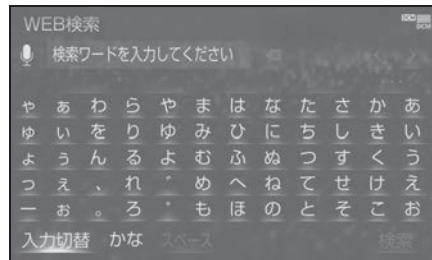 WEB検索
DCM
検索ワードを入力してください
ゃ ぁ わ ら や ま は な た さ か あ
ゅ ぃ を り ゆ み ひ に ち し き い
ょ ぅ ん る よ む ふ ぬ つ す く う
っ ぇ 、 れ ゛ め へ ね て せ け え
ー ぉ 。 ろ ゜ も ほ の と そ こ お
入力切替 かな スペース 検索